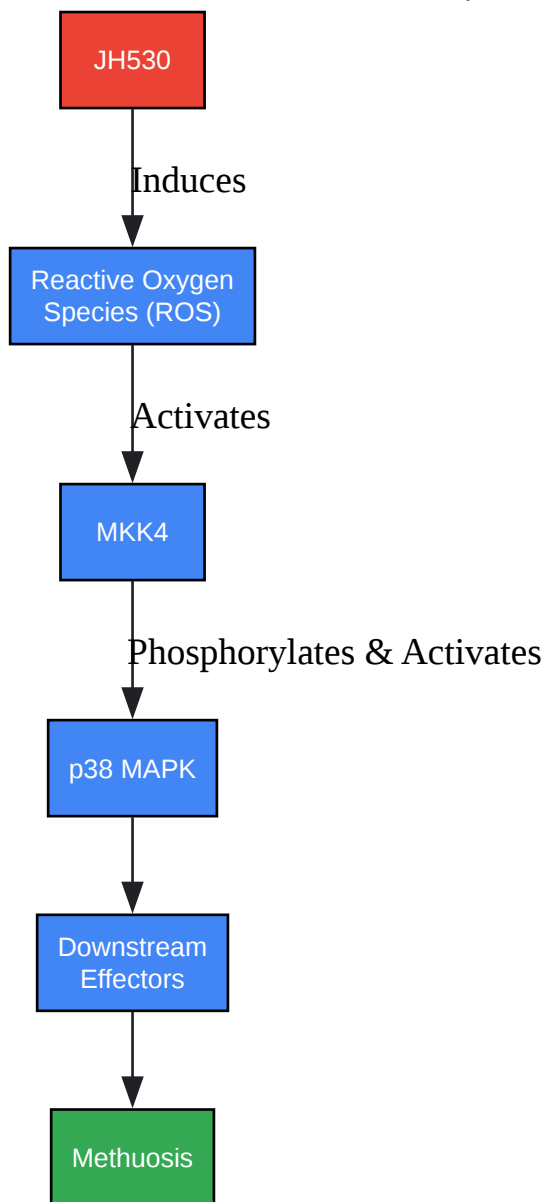 JH530
Induces
Reactive Oxygen
Species (ROS)
Activates
MKK4
Phosphorylates & Activates
p38 MAPK
Downstream
Effectors
Methuosis